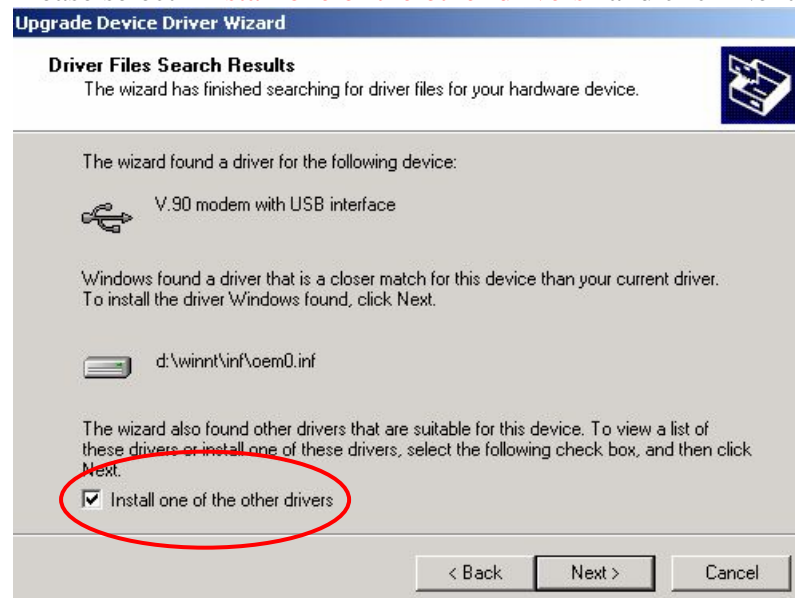 Upgrade Device Driver Wizard
Driver Files Search Results
The wizard has finished searching for driver files for your hardware device.
The wizard found a driver for the following device:
V.90 modem with USB interface
Windows found a driver that is a closer match for this device than your current driver.
To install the driver Windows found, click Next.
d:\winnt\inf\oem0.inf
The wizard also found other drivers that are suitable for this device. To view a list of
these drivers or install one of these drivers, select the following check box, and then click
Next.
Install one of the other drivers
< Back
Next >
Cancel